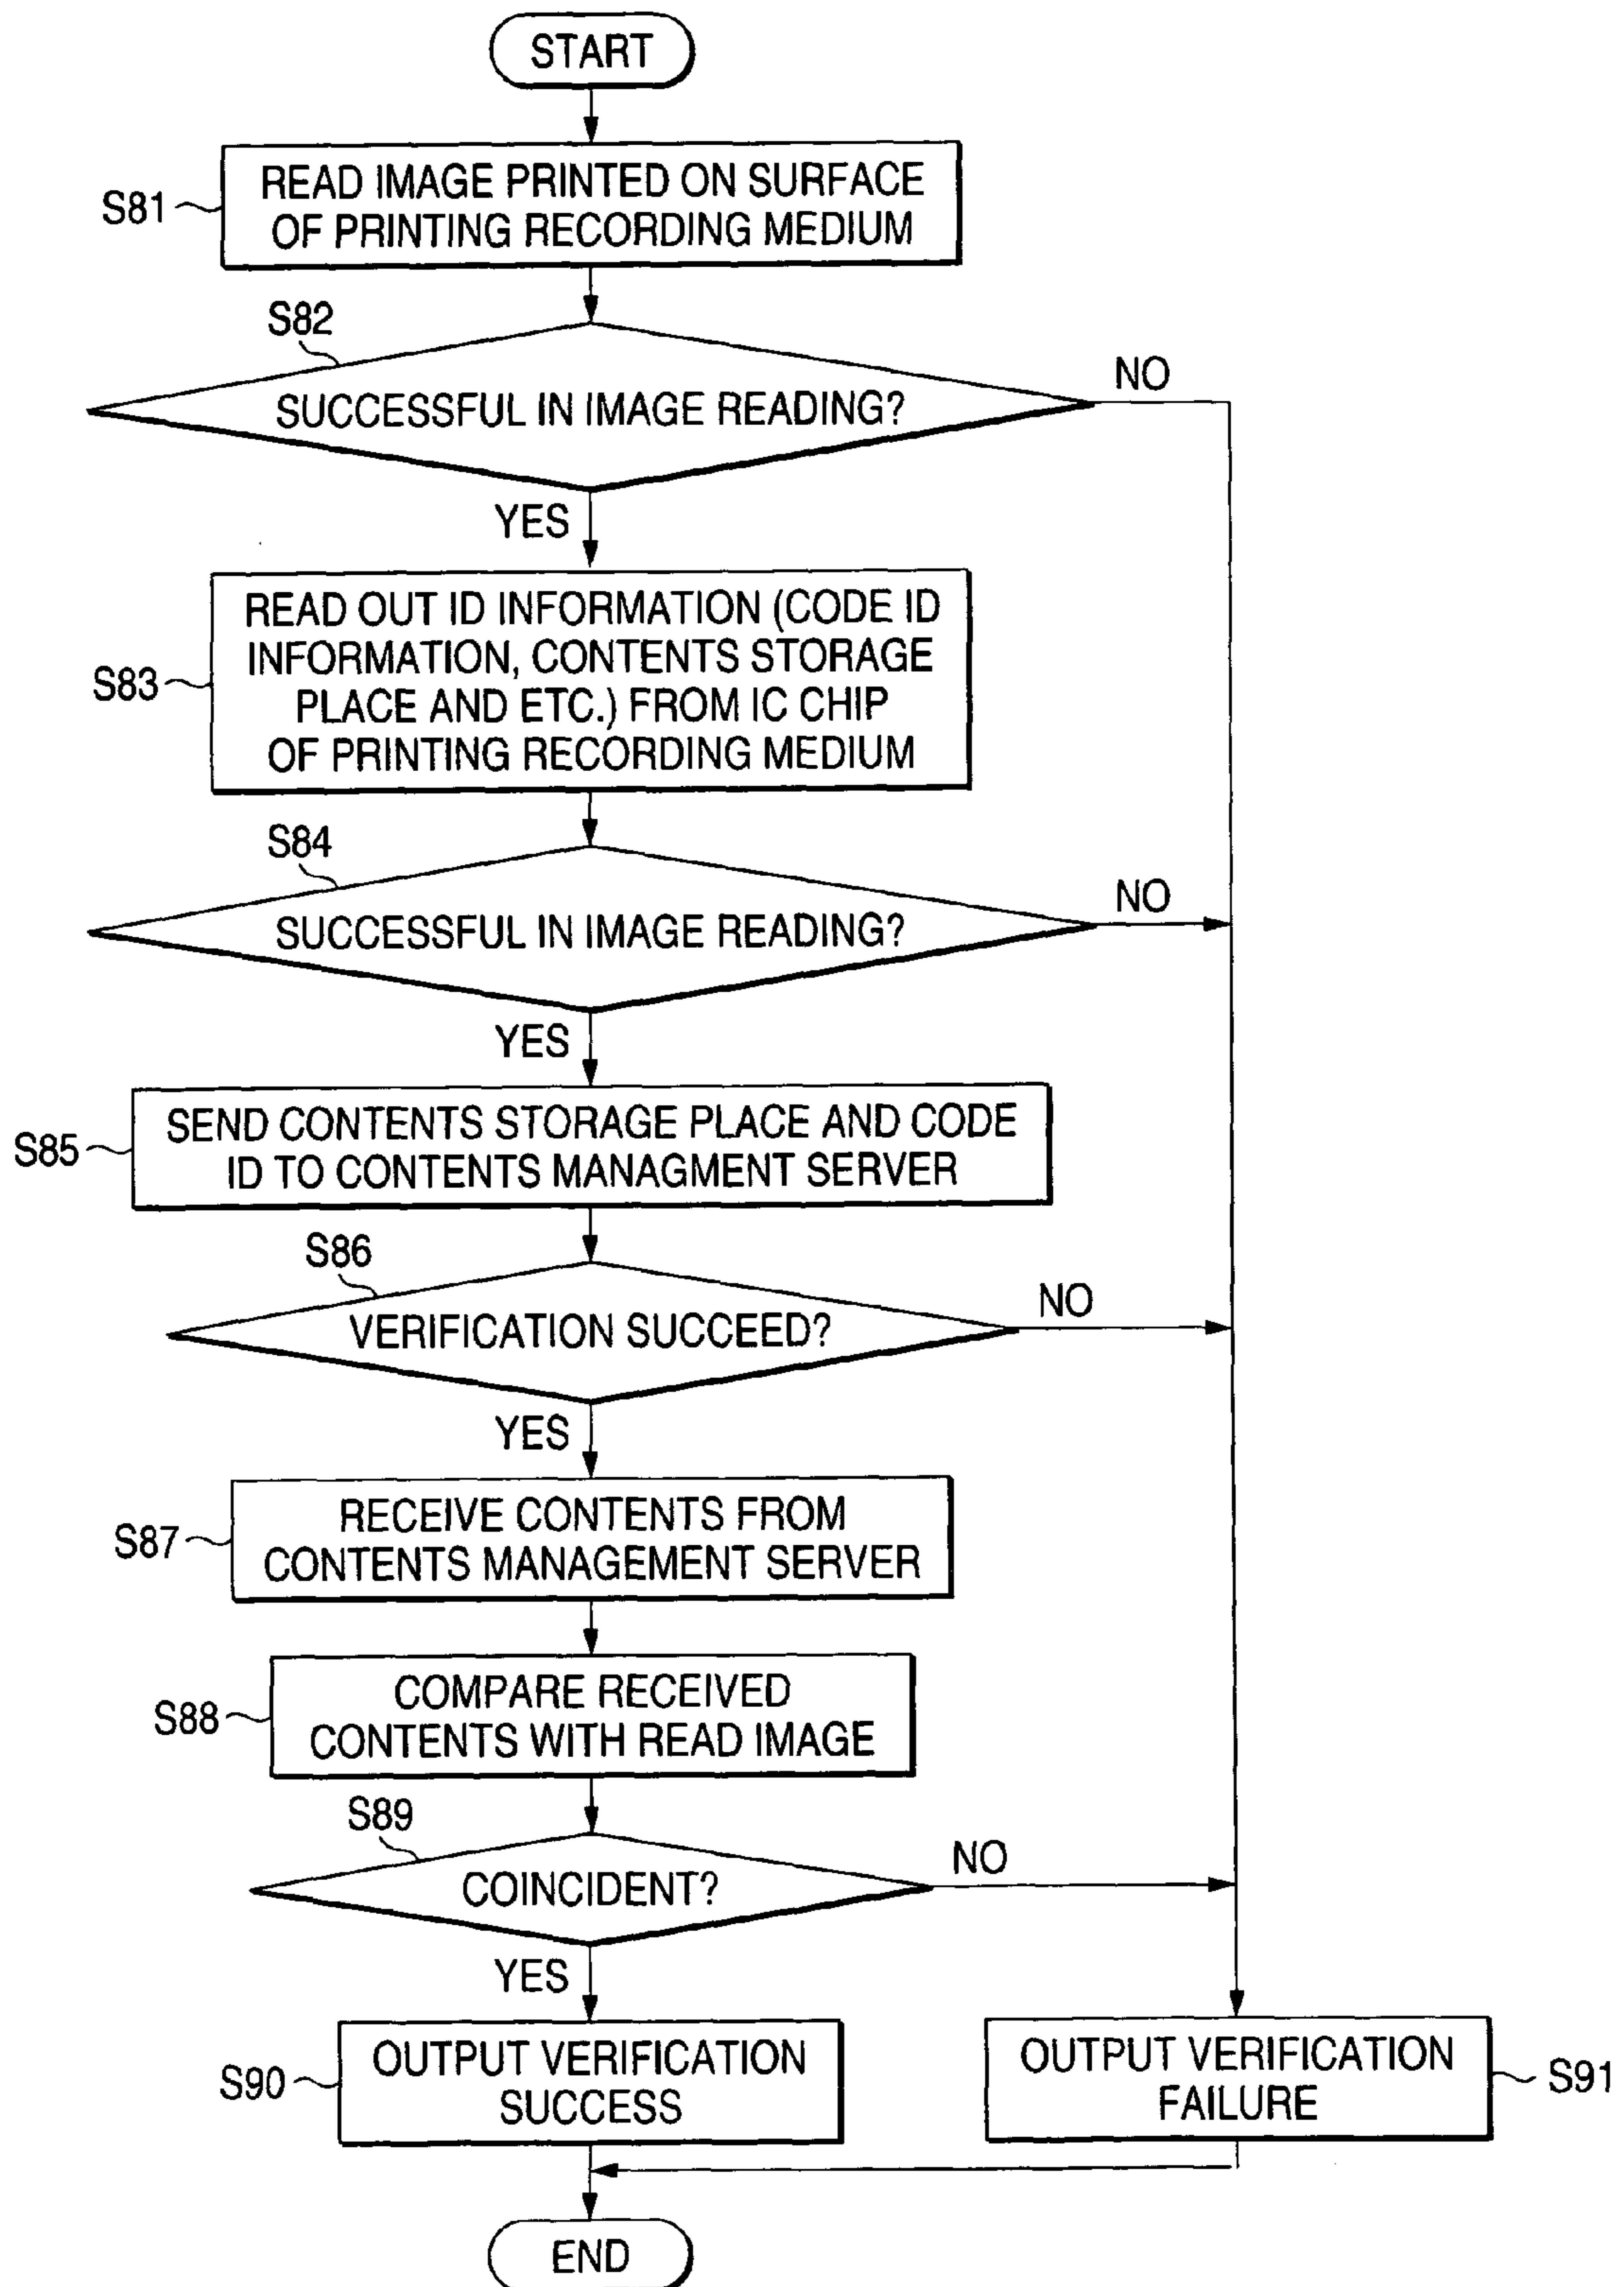 START
S81
READ IMAGE PRINTED ON SURFACE
OF PRINTING RECORDING MEDIUM
S82
NO
SUCCESSFUL IN IMAGE READING?
YES
S83
READ OUT ID INFORMATION (CODE ID
INFORMATION, CONTENTS STORAGE
PLACE AND ETC.) FROM IC CHIP
OF PRINTING RECORDING MEDIUM
S84
NO
SUCCESSFUL IN IMAGE READING?
YES
S85
SEND CONTENTS STORAGE PLACE AND CODE
ID TO CONTENTS MANAGMENT SERVER
S86
NO
VERIFICATION SUCCEED?
YES
S87
RECEIVE CONTENTS FROM
CONTENTS MANAGEMENT SERVER
S88
COMPARE RECEIVED
CONTENTS WITH READ IMAGE
S89
NO
COINCIDENT?
YES
S90
OUTPUT VERIFICATION
SUCCESS
OUTPUT VERIFICATION
FAILURE
S91
END